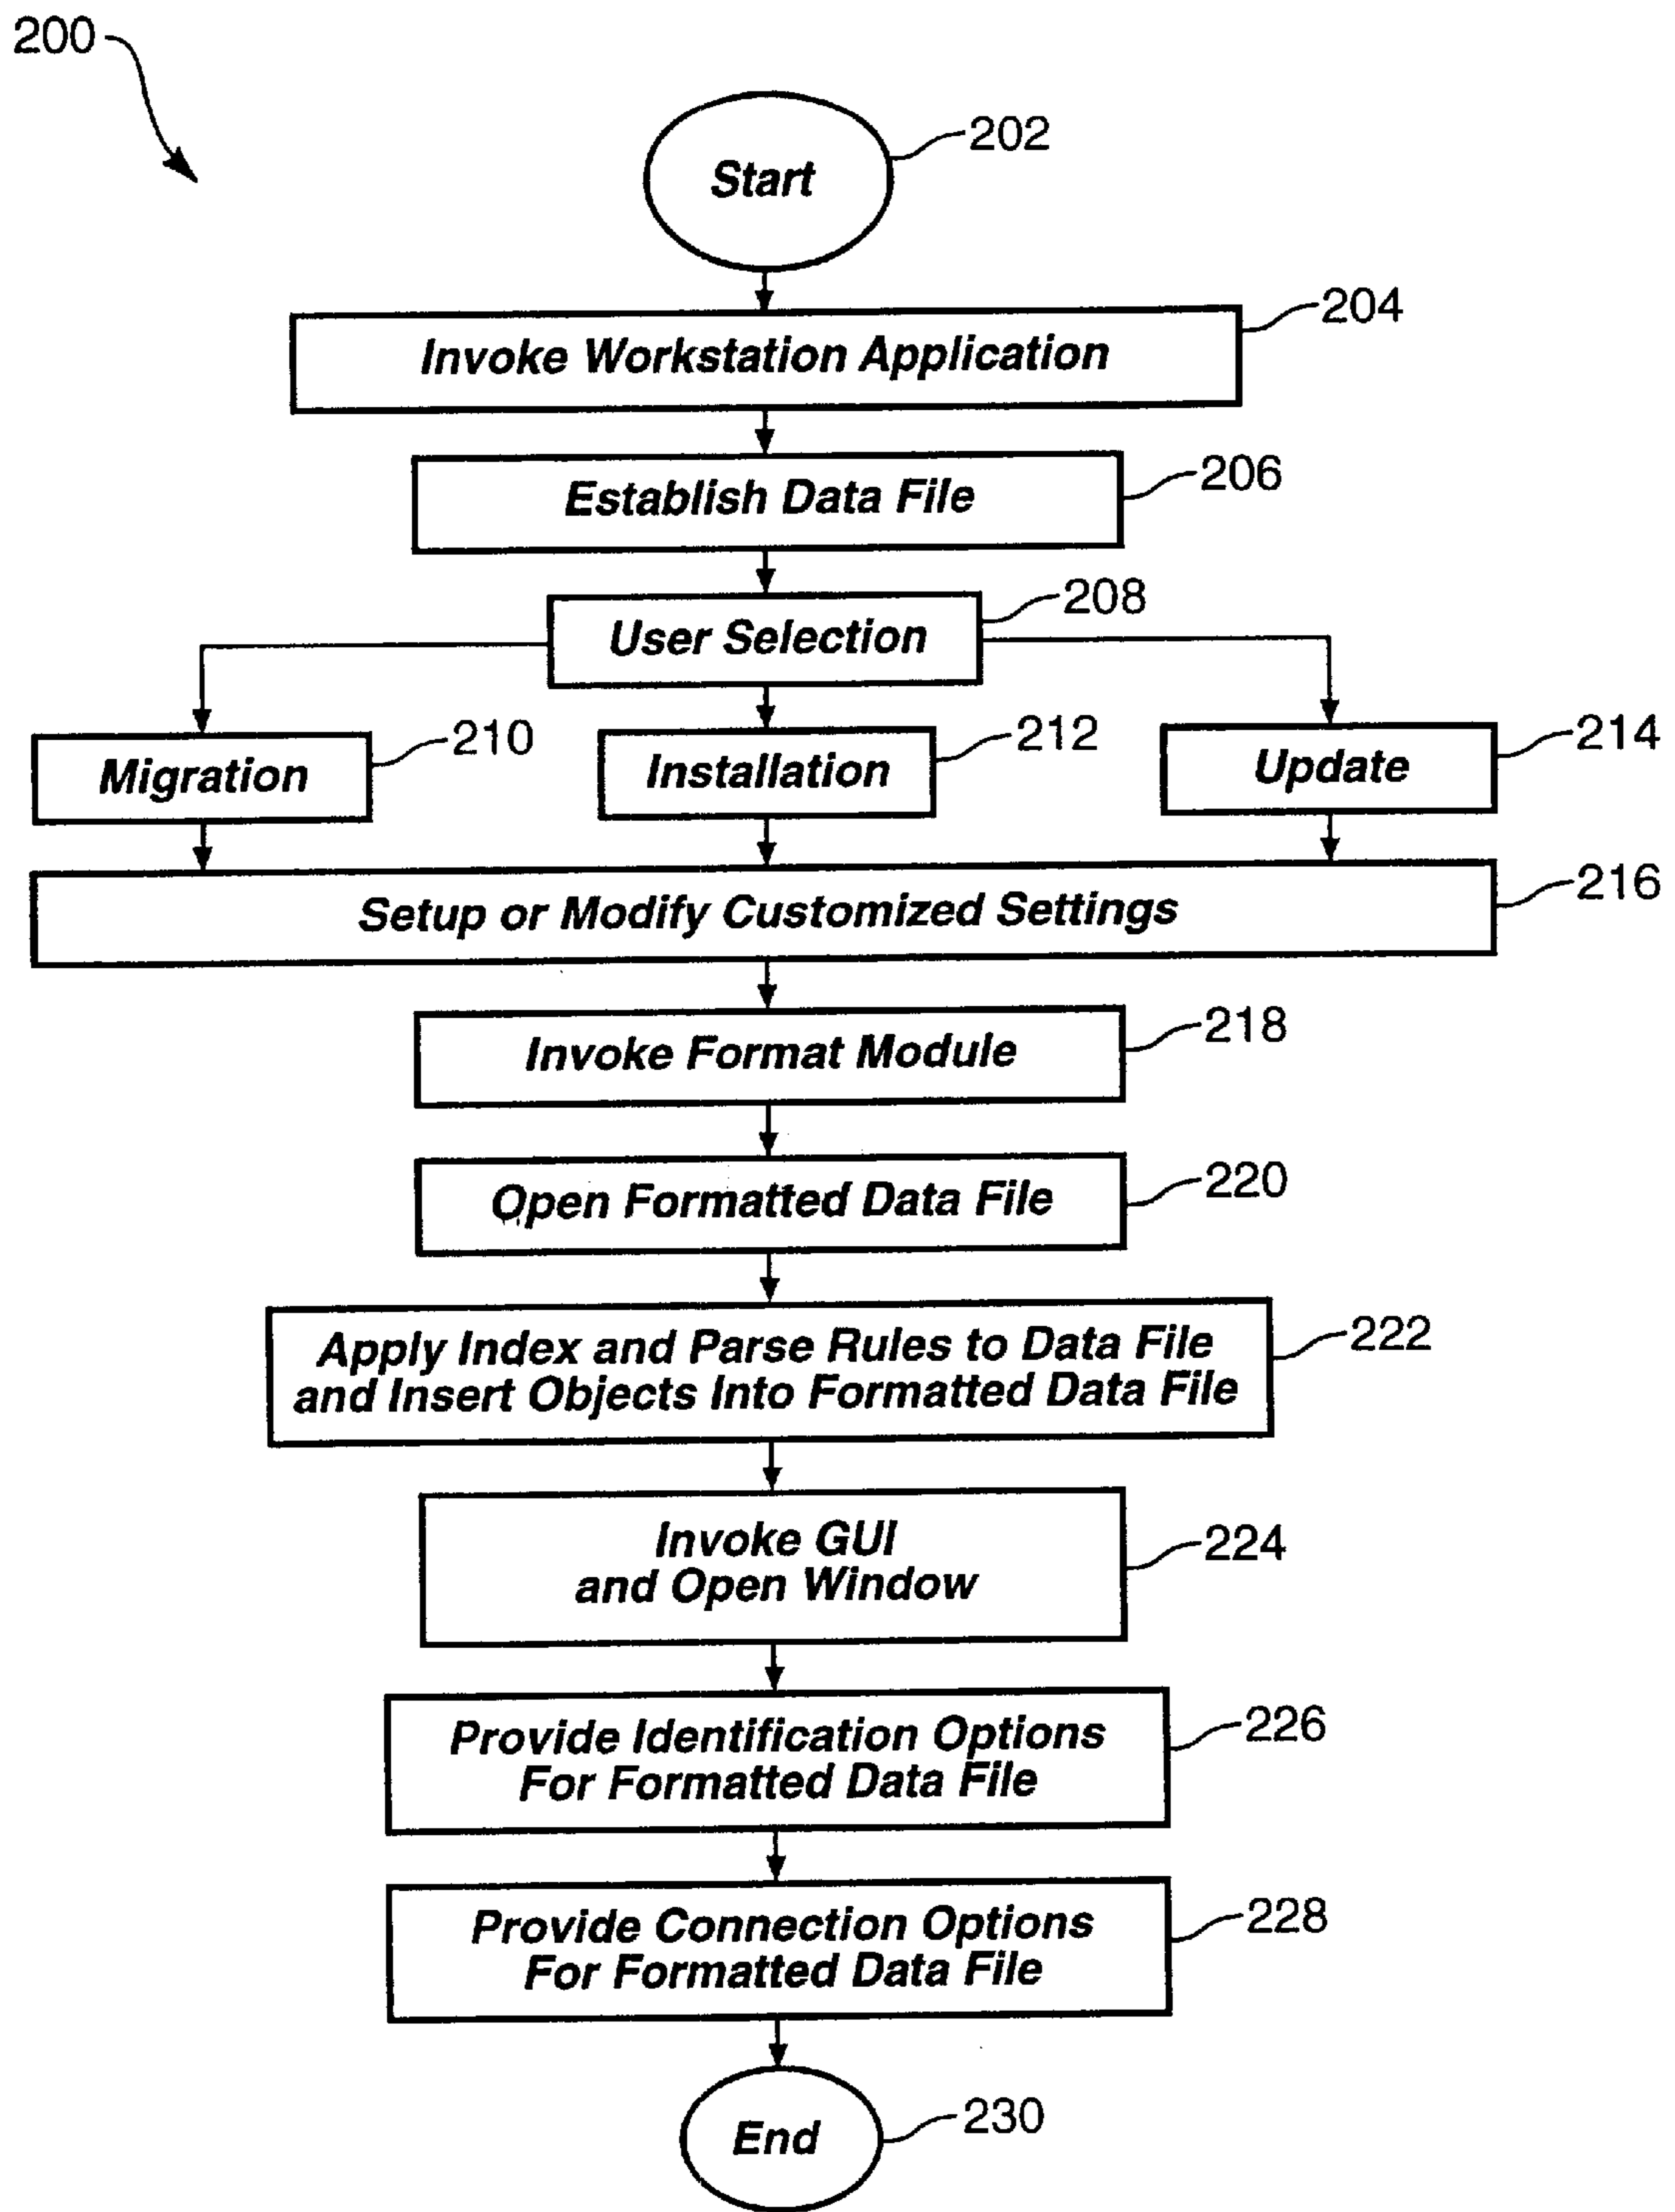 200
202
Start
204
Invoke Workstation Application
206
Establish Data File
208
User Selection
210
Migration
212
Installation
214
Update
216
Setup or Modify Customized Settings
218
Invoke Format Module
220
Open Formatted Data File
222
Apply Index and Parse Rules to Data File
and Insert Objects Into Formatted Data File
224
Invoke GUI
and Open Window
226
Provide Identification Options
For Formatted Data File
228
Provide Connection Options
For Formatted Data File
230
End